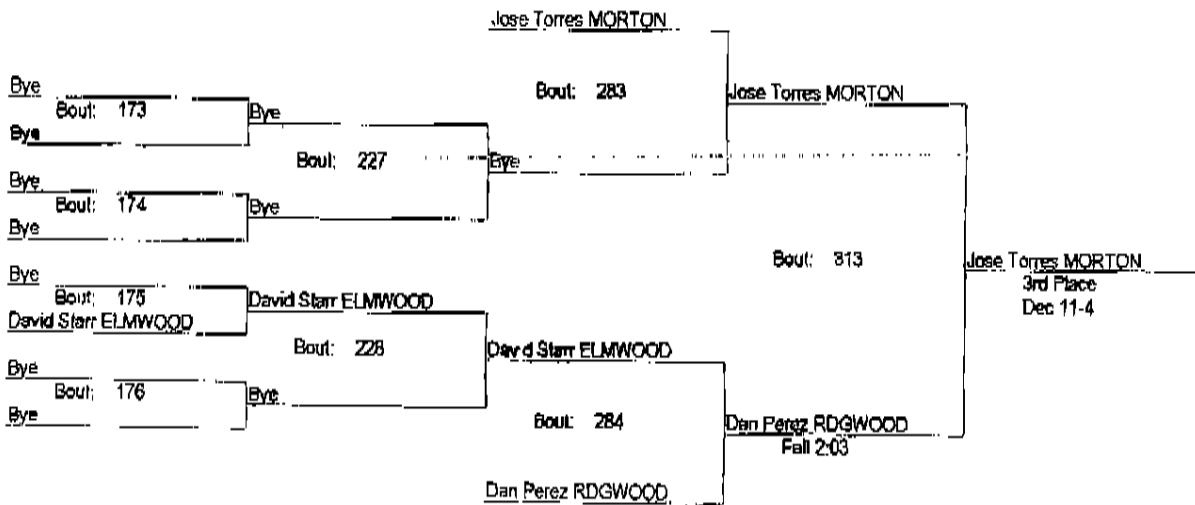 Jose Torres MORTON
Bout: 283
Jose Torres MORTON
Bye
Bout: 173
Bye
Bye
Bout: 227
Bye
Bye
Bout: 174
Bye
Bye
Bout: 313
Jose Torres MORTON
3rd Place
Dec 11-4
Bye
Bout: 175
David Starr ELMWOOD
David Starr ELMWOOD
Bout: 228
David Starr ELMWOOD
Bye
Bout: 176
Bye
Bye
Bout: 284
Dan Perez RDGWOOD
Fall 2:03
Dan Perez RDGWOOD